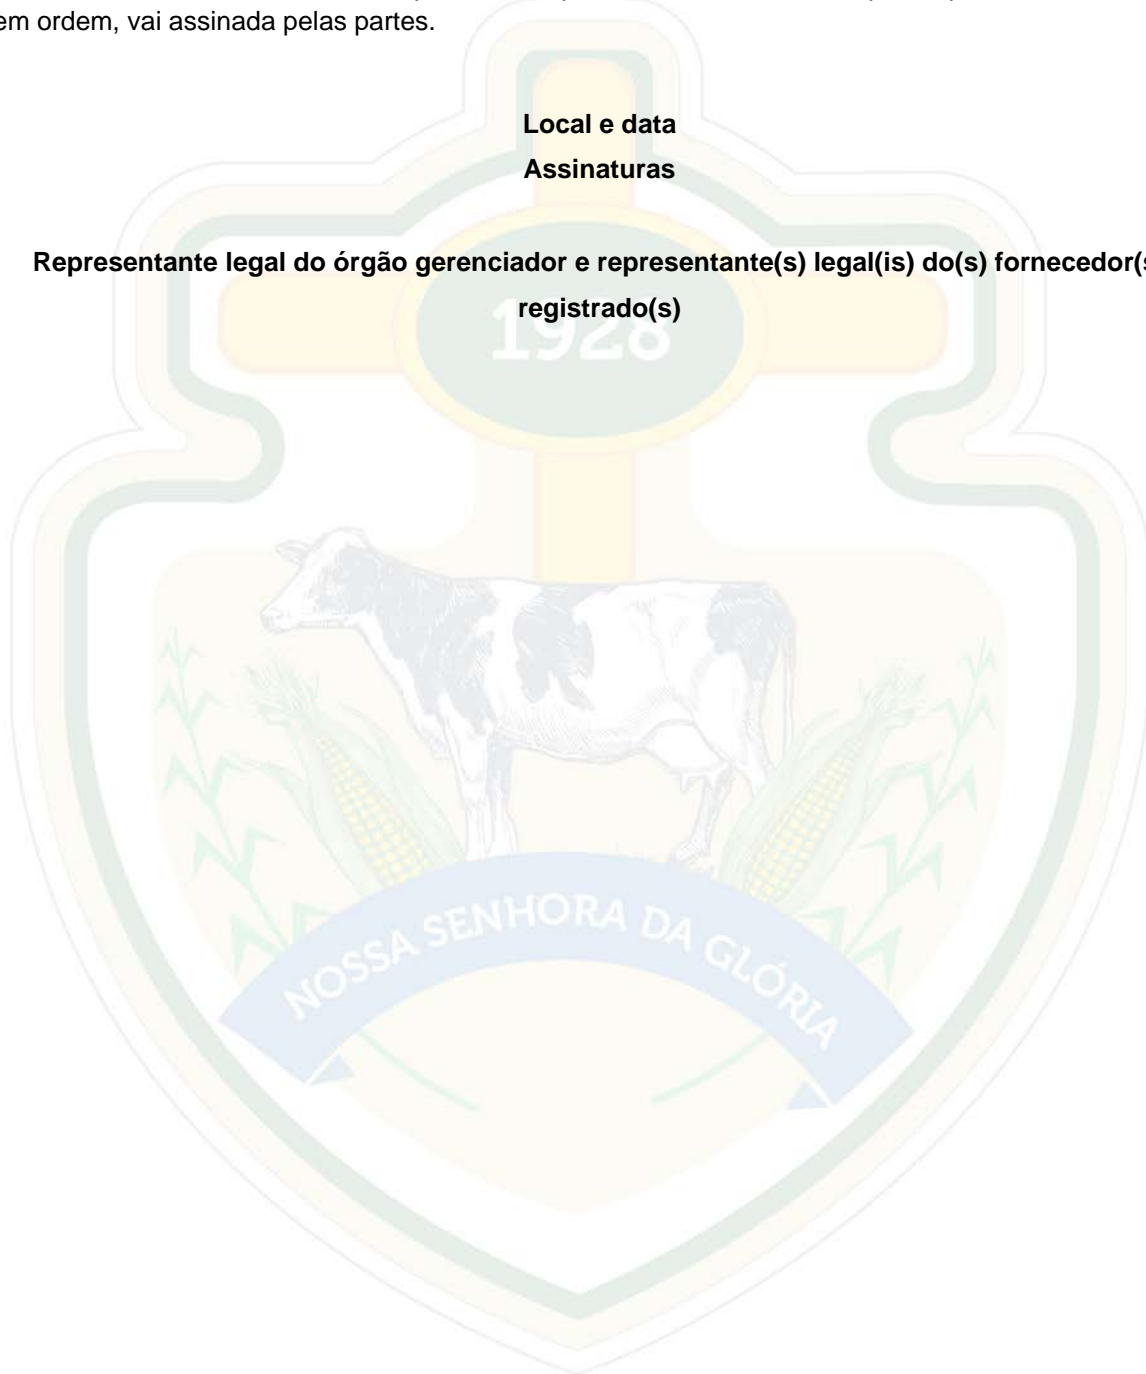 em ordem, vai assinada pelas partes.
Local e data
Assinaturas
Representante legal do órgão gerenciador e representante(s) legal(is) do(s) fornecedor(s
registrado(s)
1928
NOSSA SENHORA DA GLÓRIA